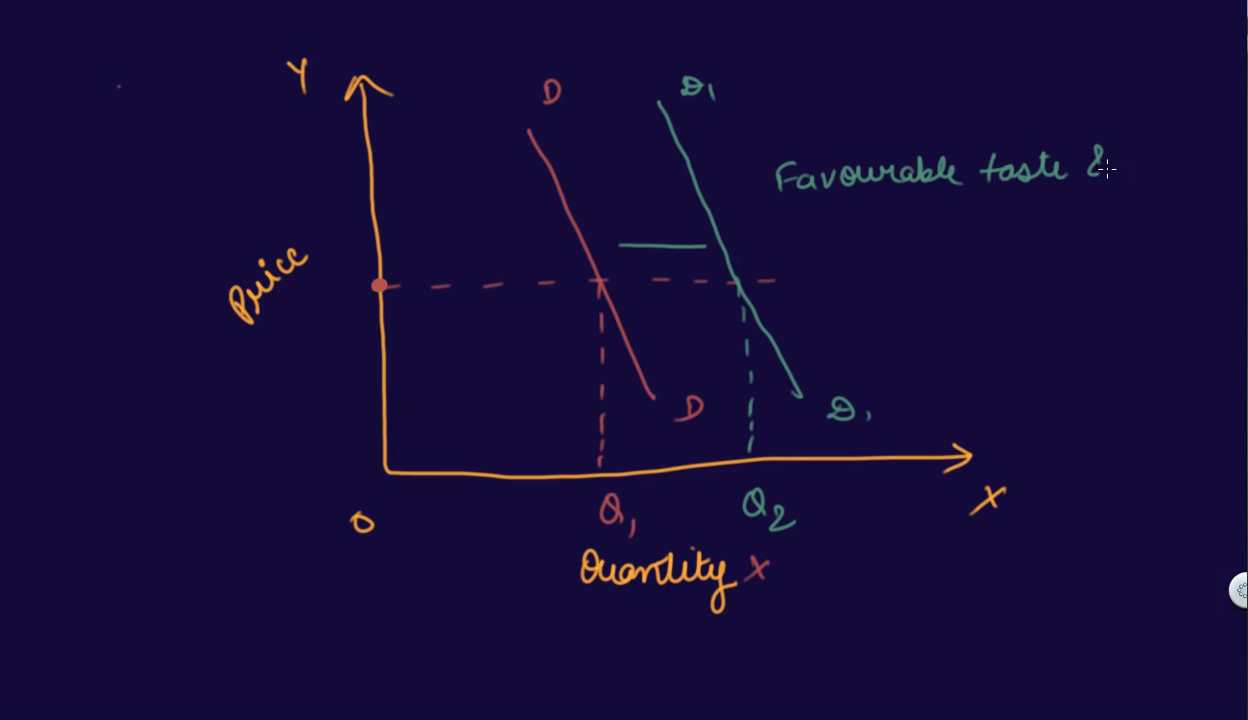 Y
D
D1
Favourable taste &
Price
D
D1
Q1
Q2
X
O
Quantity X